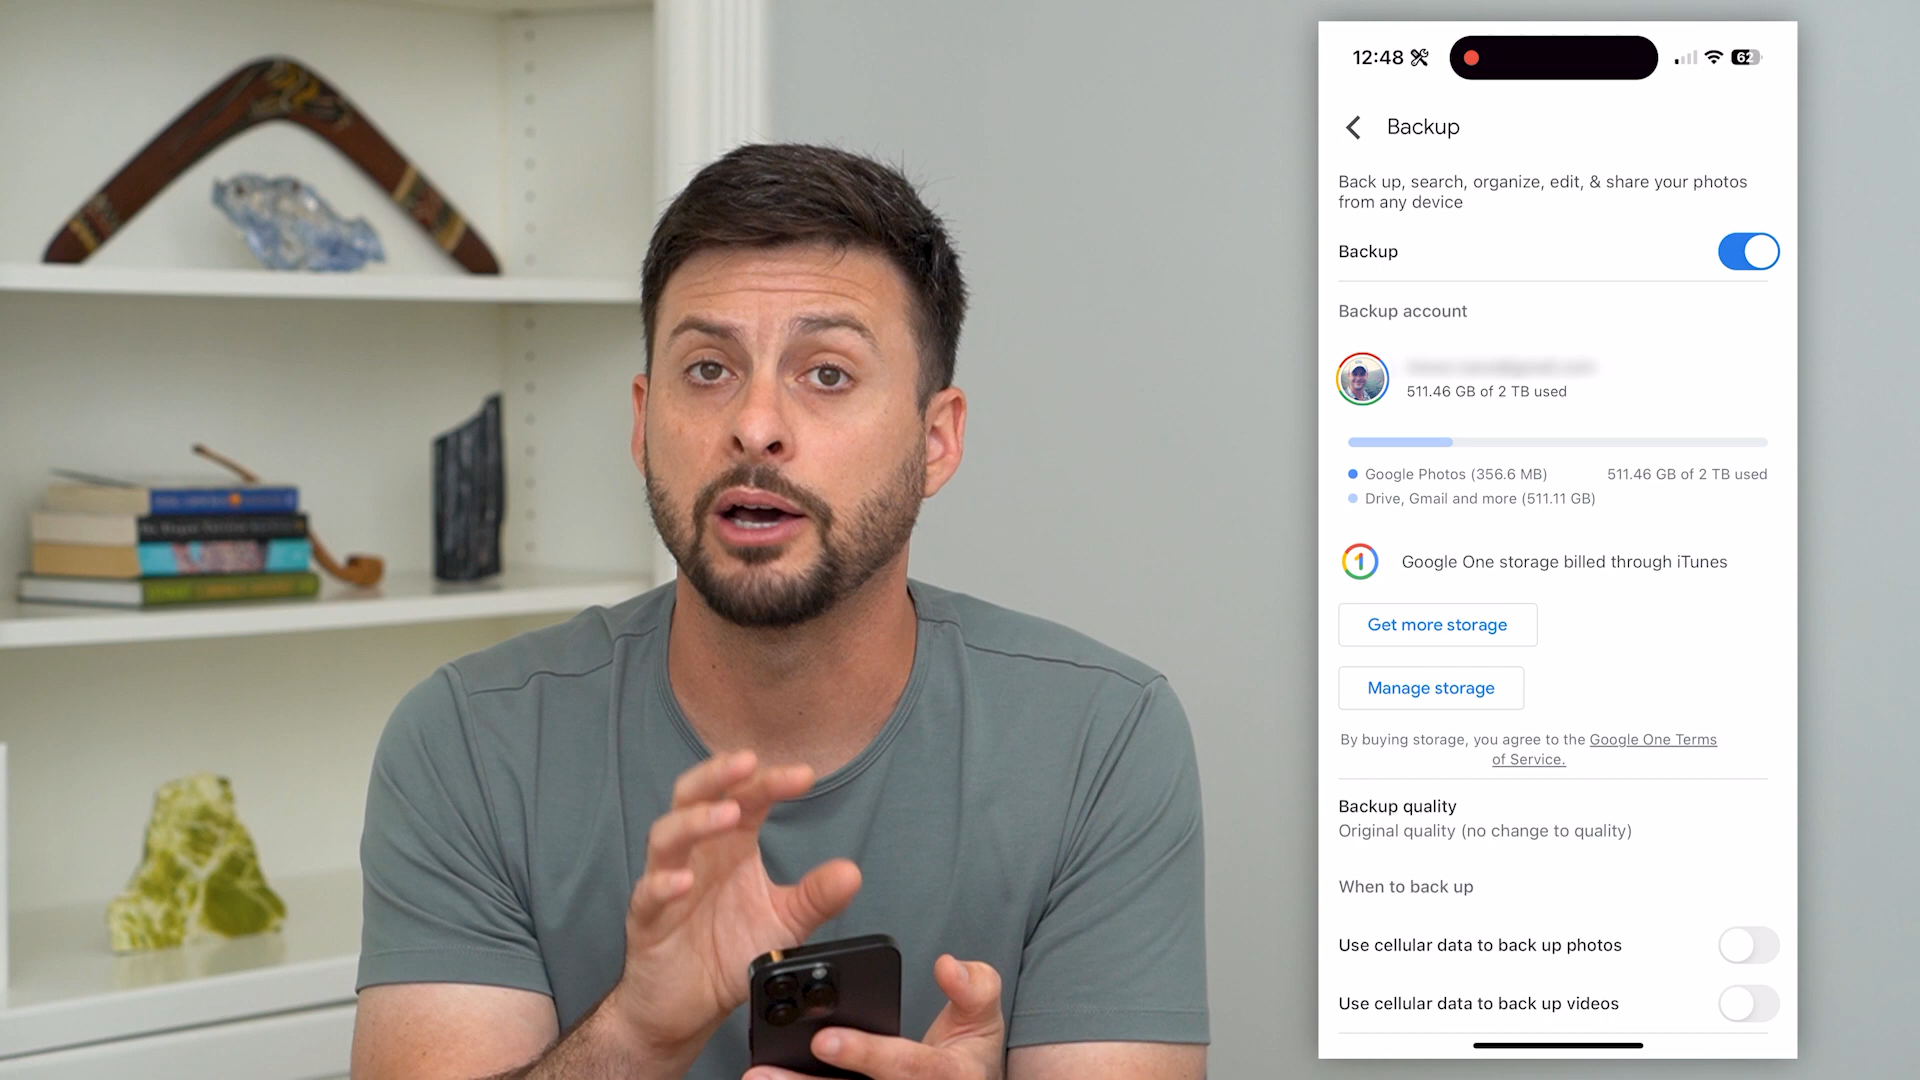 12:48
62
Backup
Back up, search, organize, edit, & share your photos
from any device
Backup
Backup account
511.46 GB of 2 TB used
Google Photos (356.6 MB)
511.46 GB of 2 TB used
Drive, Gmail and more (511.11 GB)
1
Google One storage billed through iTunes
Get more storage
Manage storage
By buying storage, you agree to the Google One Terms
of Service.
Backup quality
Original quality (no change to quality)
When to back up
Use cellular data to back up photos
Use cellular data to back up videos